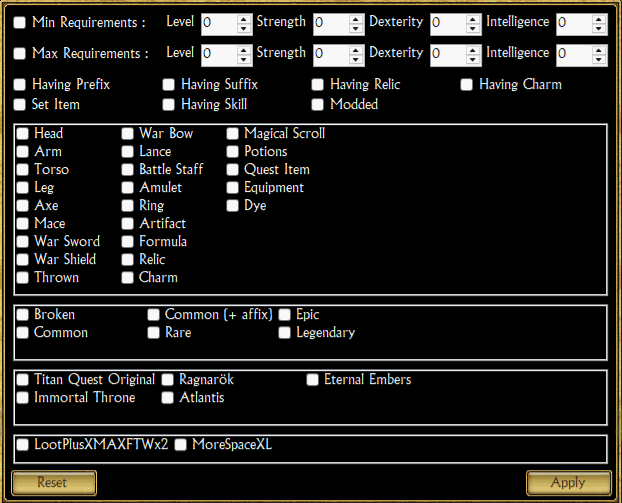 Min Requirements : Level 0 Strength 0 Dexterity 0 Intelligence 0
Max Requirements : Level 0 Strength 0 Dexterity 0 Intelligence 0
Having Prefix Having Suffix Having Relic Having Charm
Set Item Having Skill Modded
Head War Bow Magical Scroll
Arm Lance Potions
Torso Battle Staff Quest Item
Leg Amulet Equipment
Axe Ring Dye
Mace Artifact
War Sword Formula
War Shield Relic
Thrown Charm
Broken Common (+ affix) Epic
Common Rare Legendary
Titan Quest Original Ragnarök Eternal Embers
Immortal Throne Atlantis
LootPlusXMAXFTWx2 MoreSpaceXL
Reset Apply